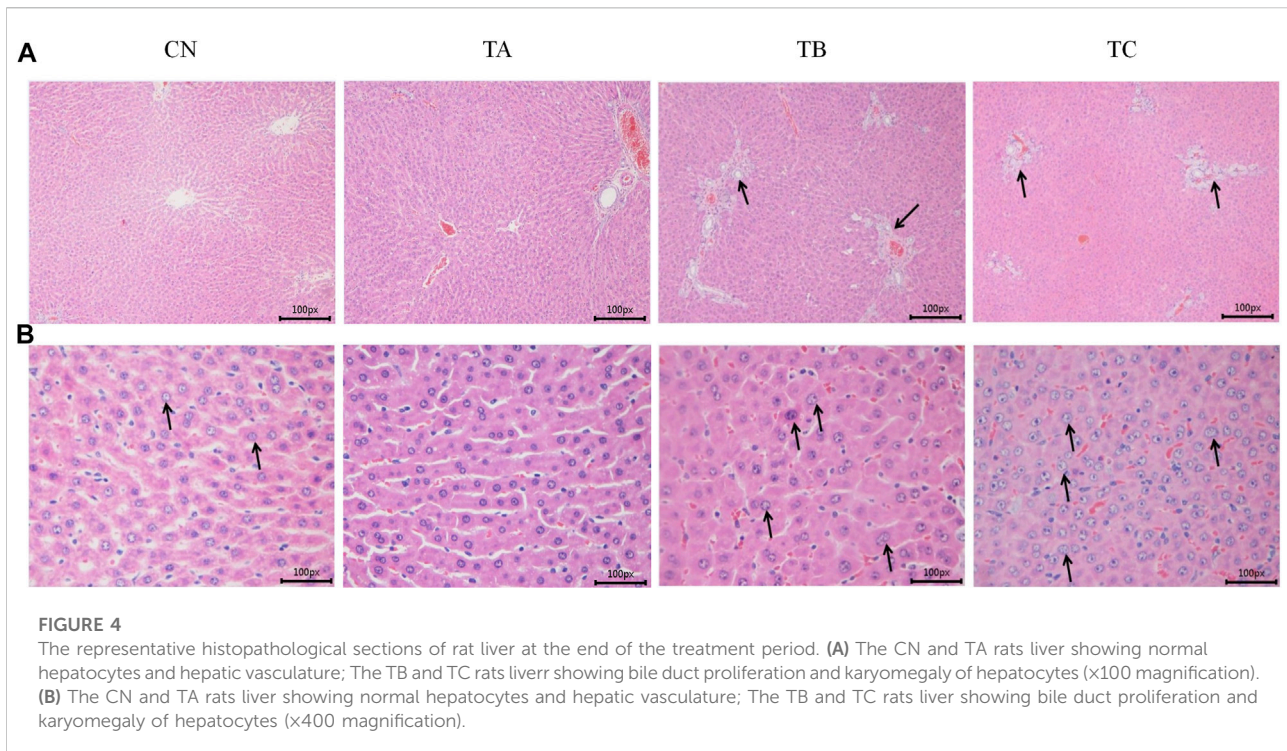 A
CN TA TB TC
100px 100px 100px 100px
B
100px 100px 100px 100px
FIGURE 4
The representative histopathological sections of rat liver at the end of the treatment period. (A) The CN and TA rats liver showing normal
hepatocytes and hepatic vasculature; The TB and TC rats liverr showing bile duct proliferation and karyomegaly of hepatocytes (×100 magnification).
(B) The CN and TA rats liver showing normal hepatocytes and hepatic vasculature; The TB and TC rats liver showing bile duct proliferation and
karyomegaly of hepatocytes (×400 magnification).